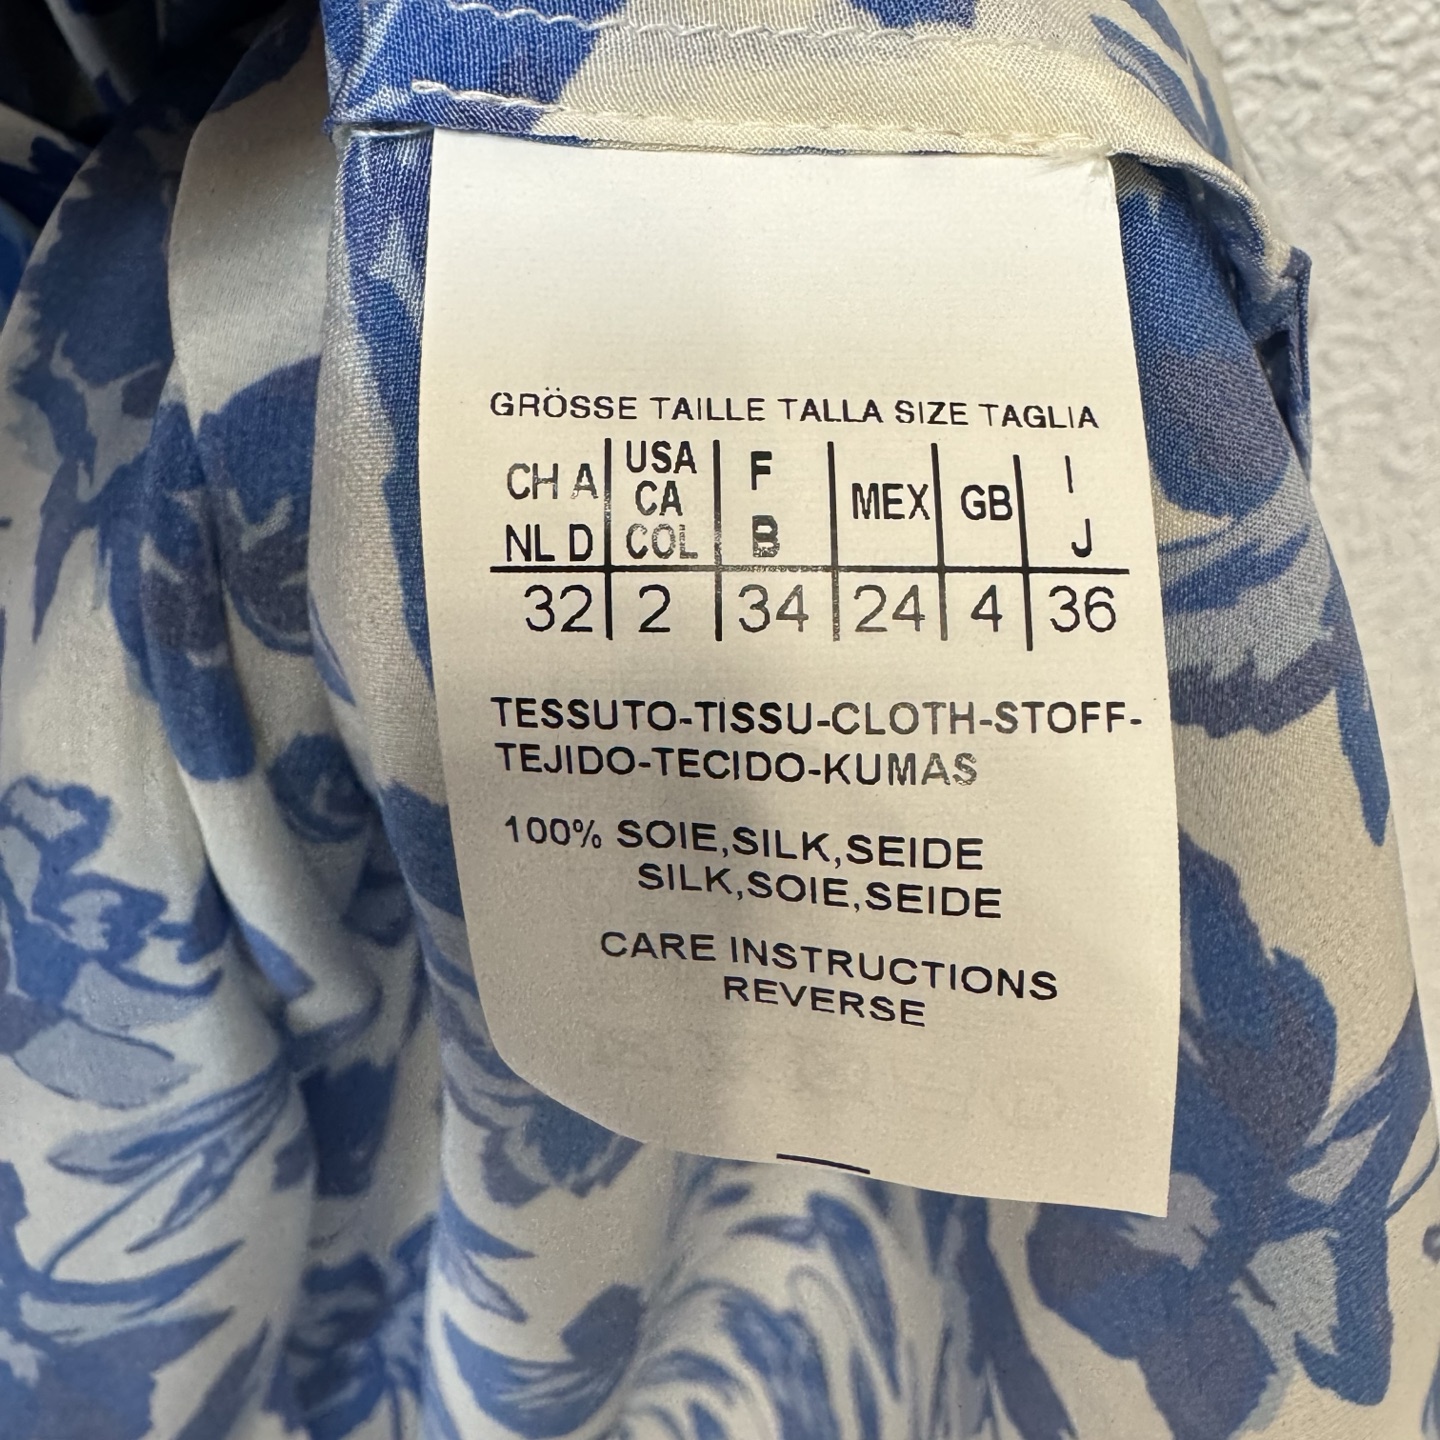 GRÖSSE TAILLE TALLA SIZE TAGLIA
CH A USA F MEX GB I
NL D CA B J
COL
32 2 34 24 4 36
TESSUTO-TISSU-CLOTH-STOFF-
TEJIDO-TECIDO-KUMAS
100% SOIE,SILK,SEIDE
SILK,SOIE,SEIDE
CARE INSTRUCTIONS
REVERSE